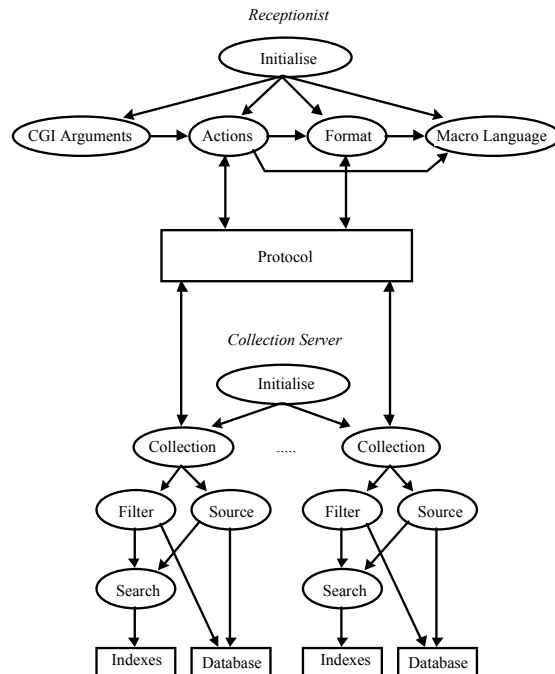 Receptionist
Initialise
CGI Arguments
Actions
Format
Macro Language
Protocol
Collection Server
Initialise
Collection
.....
Collection
Filter
Source
Filter
Source
Search
Search
Indexes
Database
Indexes
Database